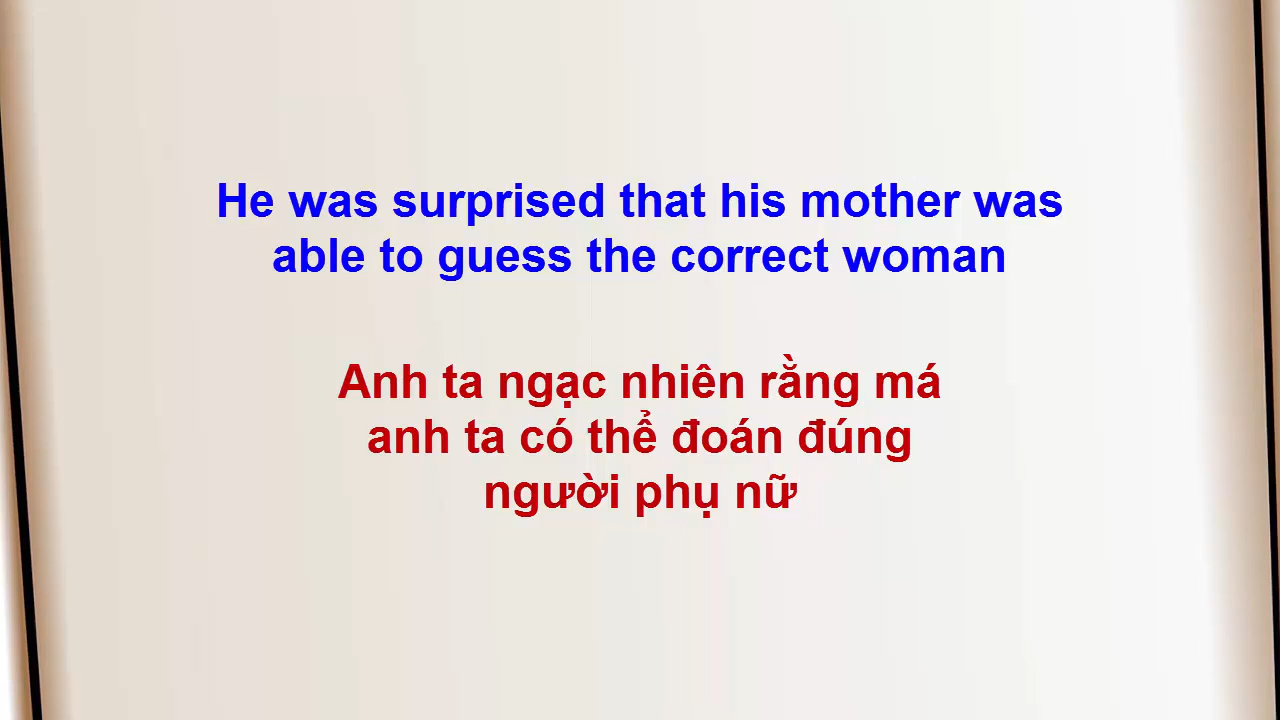 He was surprised that his mother was
able to guess the correct woman
Anh ta ngạc nhiên rằng má
anh ta có thể đoán đúng
người phụ nữ